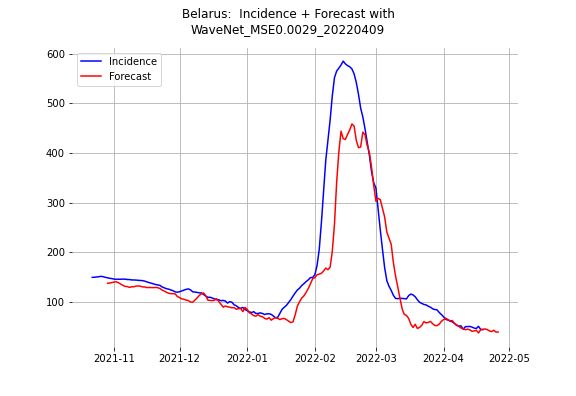 Belarus:  Incidence + Forecast with
WaveNet_MSE0.0029_20220409
Incidence
Forecast
600
500
400
300
200
100
2021-11 2021-12 2022-01 2022-02 2022-03 2022-04 2022-05